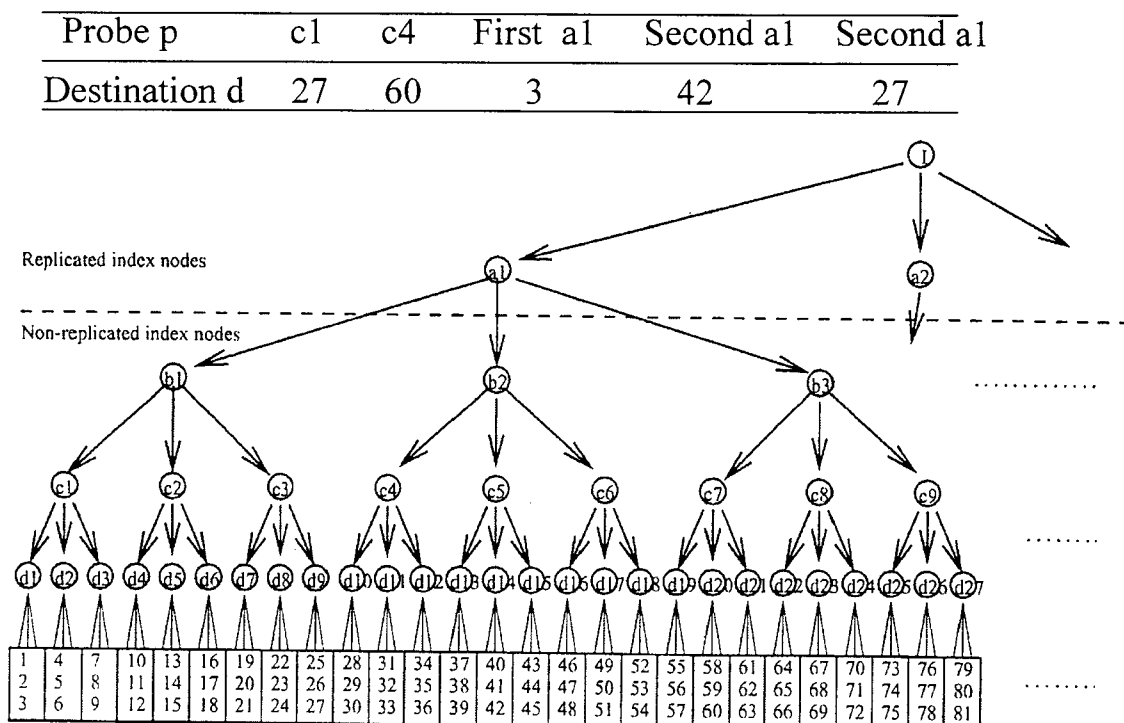 Probe p c1 c4 First a1 Second a1 Second a1
Destination d 27 60 3 42 27
I
Replicated index nodes
a1
a2
Non-replicated index nodes
b1 b2 b3
c1 c2 c3 c4 c5 c6 c7 c8 c9
d1 d2 d3 d4 d5 d6 d7 d8 d9 d10 d11 d12 d13 d14 d15 d16 d17 d18 d19 d20 d21 d22 d23 d24 d25 d26 d27
1 4 7 10 13 16 19 22 25 28 31 34 37 40 43 46 49 52 55 58 61 64 67 70 73 76 79
2 5 8 11 14 17 20 23 26 29 32 35 38 41 44 47 50 53 56 59 62 65 68 71 74 77 80
3 6 9 12 15 18 21 24 27 30 33 36 39 42 45 48 51 54 57 60 63 66 69 72 75 78 81